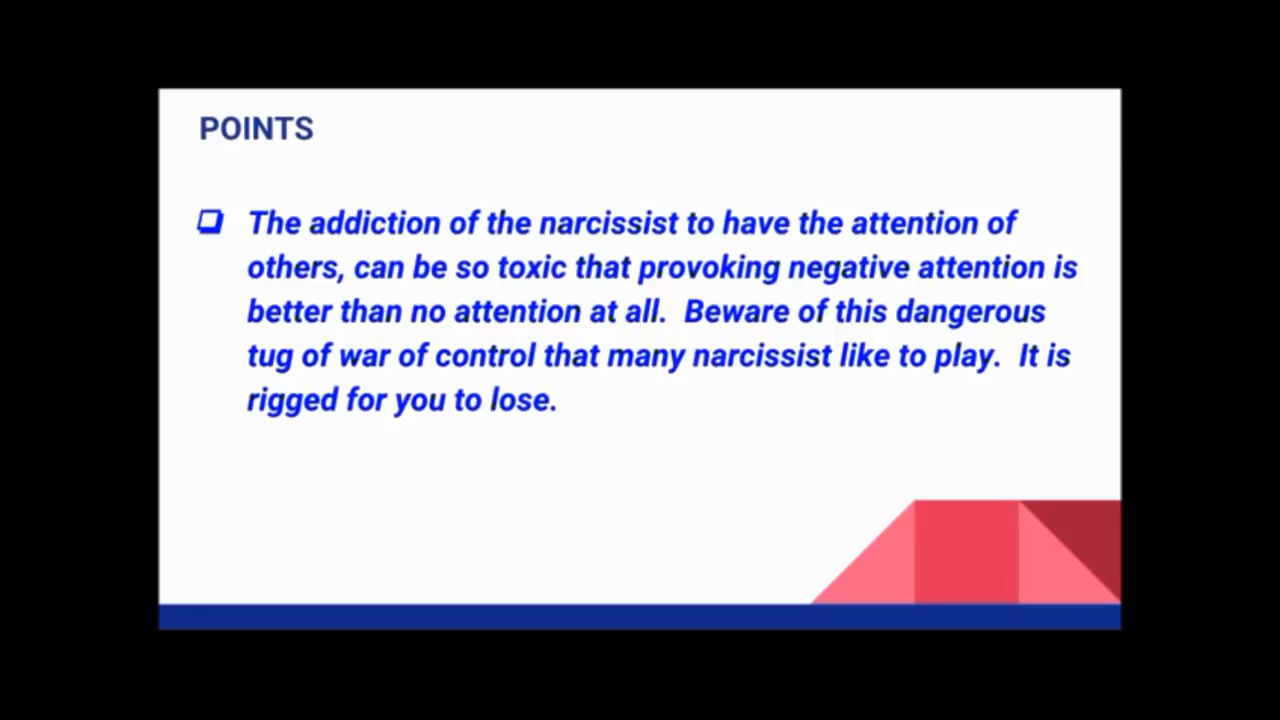 POINTS
❏ The addiction of the narcissist to have the attention of
others, can be so toxic that provoking negative attention is
better than no attention at all.  Beware of this dangerous
tug of war of control that many narcissist like to play.  It is
rigged for you to lose.